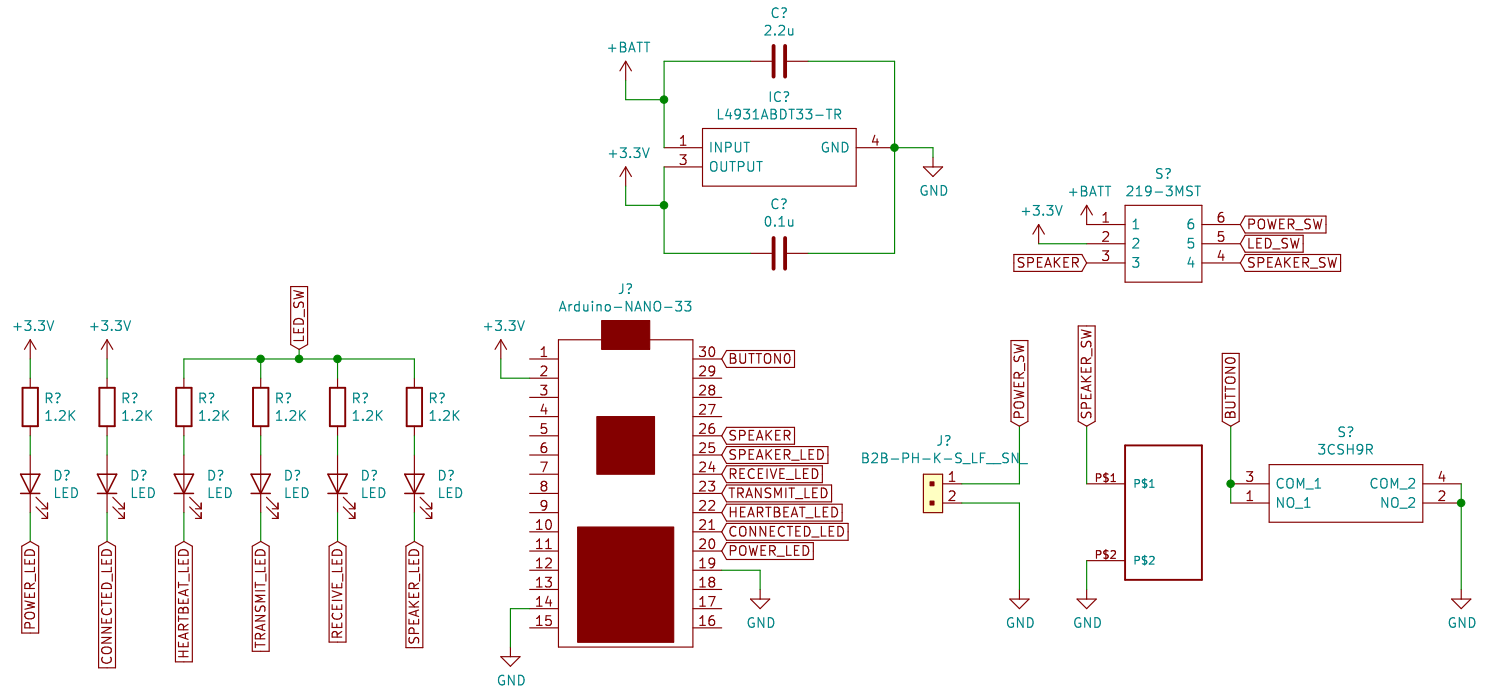 C?
2.2u
+BATT
IC?
L4931ABDT33-TR
1 INPUT GND 4
3 OUTPUT
+3.3V
GND
C?
0.1u
S?
219-3MST
+BATT
+3.3V
1 1 6 6 POWER_SW
2 2 5 5 LED_SW
SPEAKER 3 3 4 4 SPEAKER_SW
LED_SW
+3.3V +3.3V
R? R? R? R? R? R?
1.2K 1.2K 1.2K 1.2K 1.2K 1.2K
D? D? D? D? D? D?
LED LED LED LED LED LED
POWER_LED
CONNECTED_LED
HEARTBEAT_LED
TRANSMIT_LED
RECEIVE_LED
SPEAKER_LED
J?
Arduino-NANO-33
+3.3V
1 30 BUTTON0
2 29
3 28
4 27
5 26 SPEAKER
6 25 SPEAKER_LED
7 24 RECEIVE_LED
8 23 TRANSMIT_LED
9 22 HEARTBEAT_LED
10 21 CONNECTED_LED
11 20 POWER_LED
12 19
13 18
14 17
15 16
GND
GND
POWER_SW
J?
B2B-PH-K-S_LF__SN_
1
2
GND
SPEAKER_SW
P$1 P$1
P$2 P$2
GND
BUTTON0
S?
3CSH9R
3 COM_1 COM_2 4
1 NO_1 NO_2 2
GND